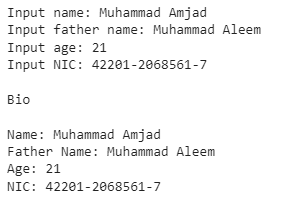 Input name: Muhammad Amjad
Input father name: Muhammad Aleem
Input age: 21
Input NIC: 42201-2068561-7
Bio
Name: Muhammad Amjad
Father Name: Muhammad Aleem
Age: 21
NIC: 42201-2068561-7